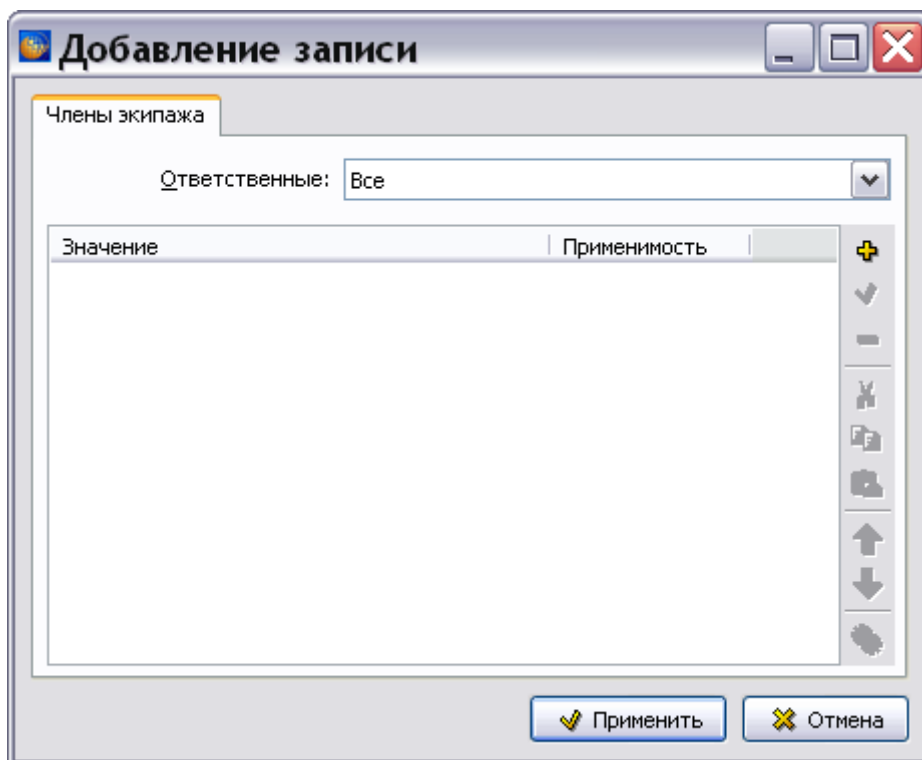 Добавление записи
Члены экипажа
Ответственные: Все
Значение Применимость
Применить Отмена